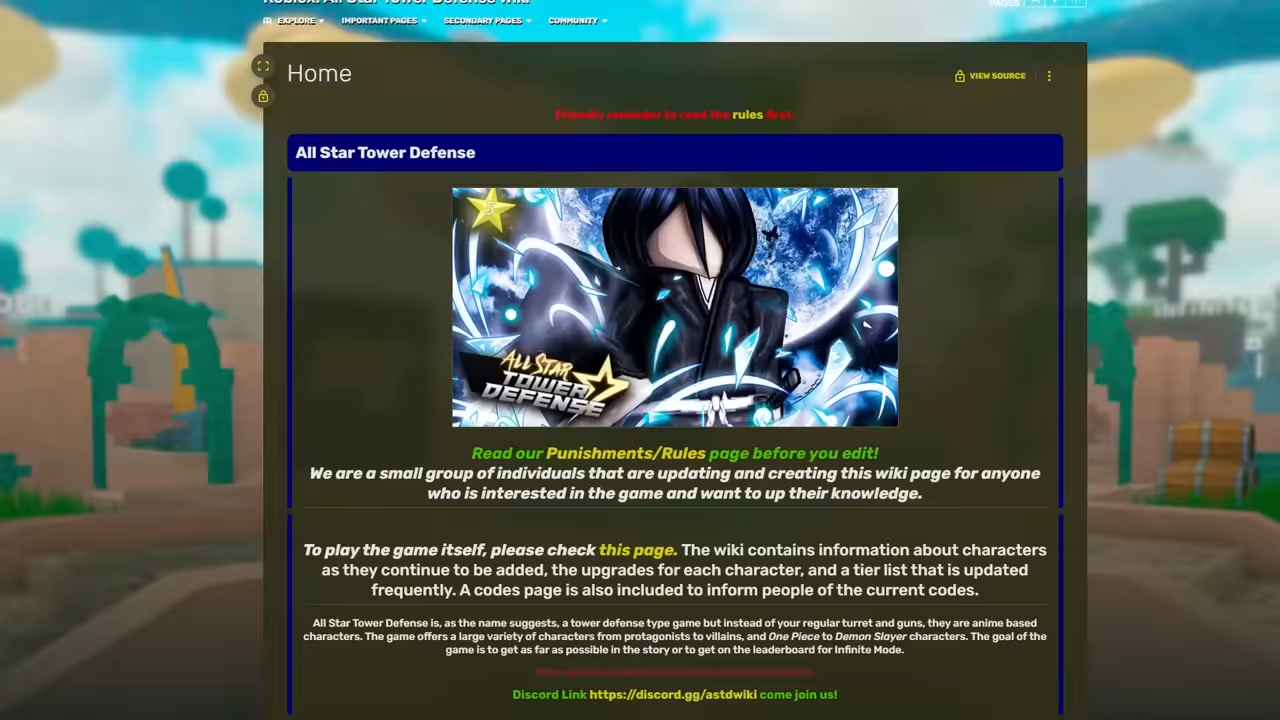 Roblox: All Star Tower Defense Wiki
PAGES
EXPLORE
IMPORTANT PAGES
SECONDARY PAGES
COMMUNITY
Home
VIEW SOURCE
Friendly reminder to read the rules first.
All Star Tower Defense
5
ALL STAR
TOWER
DEFENSE
Read our Punishments/Rules page before you edit!
We are a small group of individuals that are updating and creating this wiki page for anyone
who is interested in the game and want to up their knowledge.
To play the game itself, please check this page. The wiki contains information about characters
as they continue to be added, the upgrades for each character, and a tier list that is updated
frequently. A codes page is also included to inform people of the current codes.
All Star Tower Defense is, as the name suggests, a tower defense type game but instead of your regular turret and guns, they are anime based
characters. The game offers a large variety of characters from protagonists to villains, and One Piece to Demon Slayer characters. The goal of the
game is to get as far as possible in the story or to get on the leaderboard for Infinite Mode.
Discord Link https://discord.gg/astdwiki come join us!